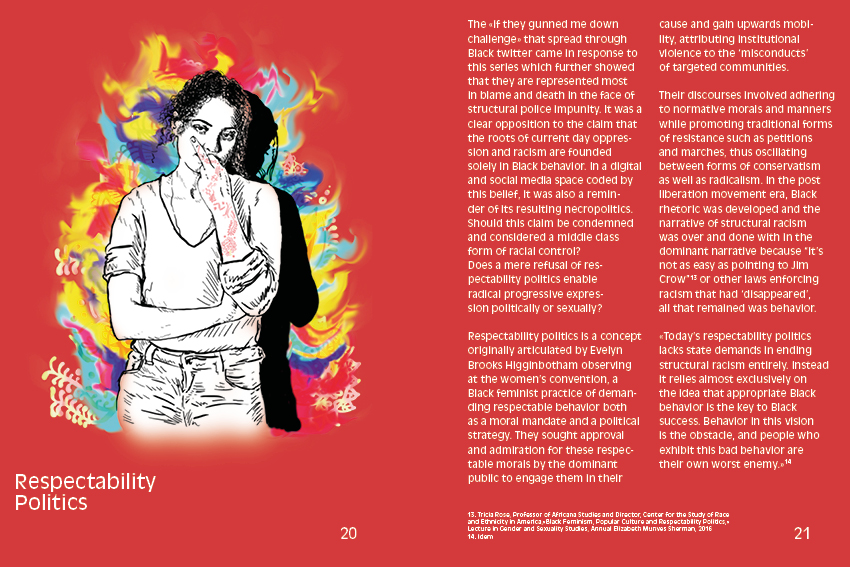 Respectability
Politics
20
The «If they gunned me down
challenge» that spread through
Black twitter came in response to
this series which further showed
that they are represented most
in blame and death in the face of
structural police impunity. It was a
clear opposition to the claim that
the roots of current day oppres-
sion and racism are founded
solely in Black behavior. In a digital
and social media space coded by
this belief, it was also a remin-
der of its resulting necropolitics.
Should this claim be condemned
and considered a middle class
form of racial control?
Does a mere refusal of res-
pectability politics enable
radical progressive expres-
sion politically or sexually?
Respectability politics is a concept
originally articulated by Evelyn
Brooks Higginbotham observing
at the women's convention, a
Black feminist practice of deman-
ding respectable behavior both
as a moral mandate and a political
strategy. They sought approval
and admiration for these respec-
table morals by the dominant
public to engage them in their
cause and gain upwards mobi-
lity, attributing institutional
violence to the 'misconducts'
of targeted communities.
Their discourses involved adhering
to normative morals and manners
while promoting traditional forms
of resistance such as petitions
and marches, thus oscillating
between forms of conservatism
as well as radicalism. In the post
liberation movement era, Black
rhetoric was developed and the
narrative of structural racism
was over and done with in the
dominant narrative because "it's
not as easy as pointing to Jim
Crow"13 or other laws enforcing
racism that had 'disappeared',
all that remained was behavior.
«Today's respectability politics
lacks state demands in ending
structural racism entirely. Instead
it relies almost exclusively on
the idea that appropriate Black
behavior is the key to Black
success. Behavior in this vision
is the obstacle, and people who
exhibit this bad behavior are
their own worst enemy.»14
13. Tricia Rose, Professor of Africana Studies and Director, Center for the Study of Race
and Ethnicity in America,«Black Feminism, Popular Culture and Respectability Politics,»
Lecture in Gender and Sexuality Studies, Annual Elizabeth Munves Sherman, 2016
14. Idem
21